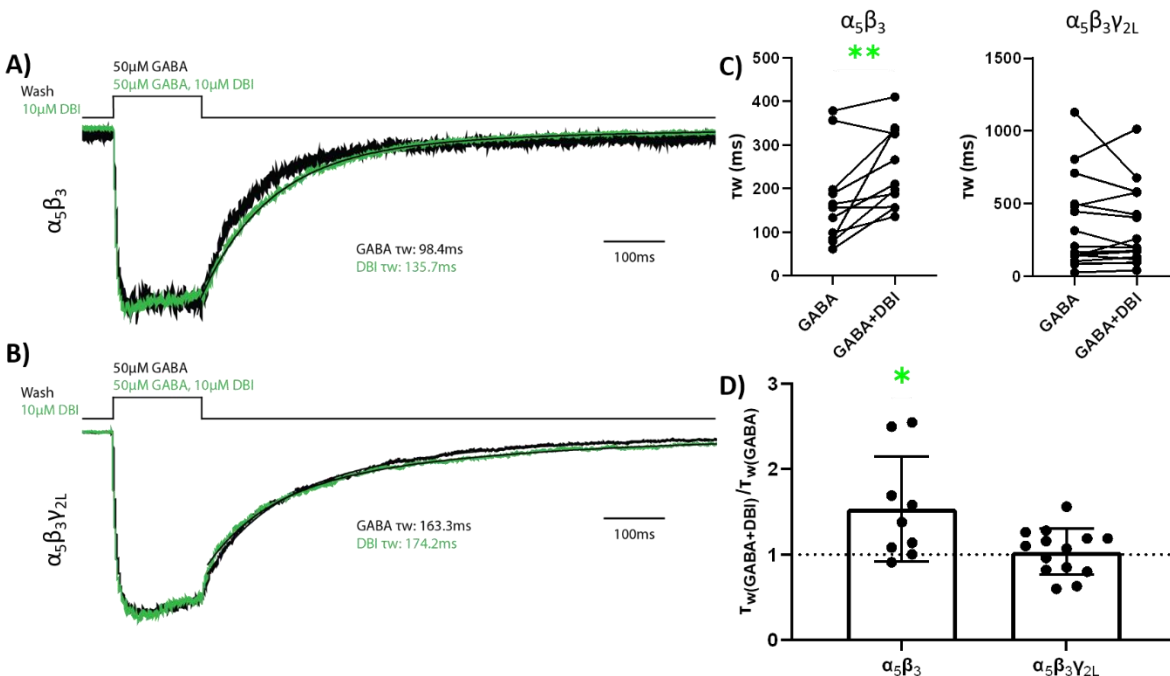 A)
50µM GABA
50µM GABA, 10µM DBI
Wash
10µM DBI
α₅β₃
GABA τw: 98.4ms
DBI τw: 135.7ms
100ms
B)
50µM GABA
50µM GABA, 10µM DBI
Wash
10µM DBI
α₅β₃γ₂L
GABA τw: 163.3ms
DBI τw: 174.2ms
100ms
C)
α₅β₃
**
500
400
300
200
100
0
τw (ms)
GABA
GABA+DBI
α₅β₃γ₂L
1500
1000
500
0
τw (ms)
GABA
GABA+DBI
D)
*
3
2
1
0
τw(GABA+DBI)/τw(GABA)
α₅β₃
α₅β₃γ₂L